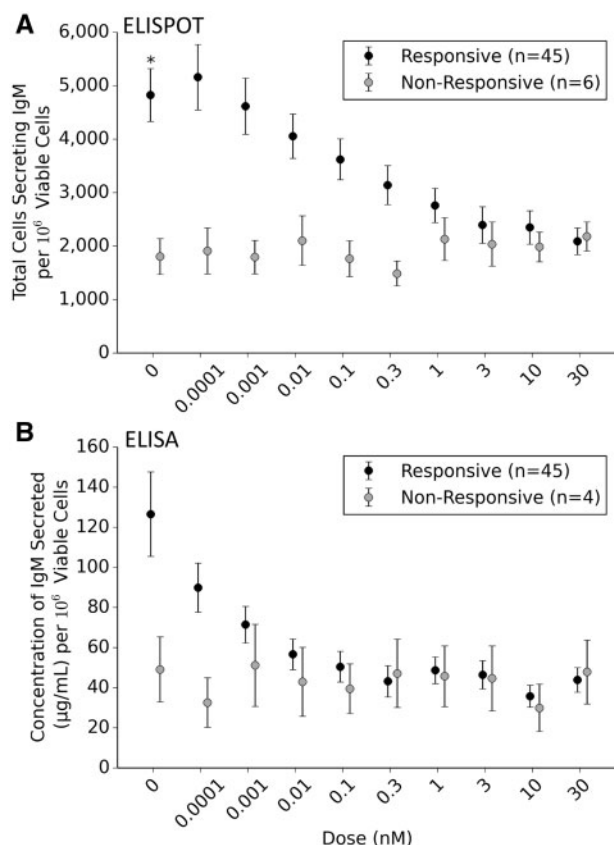 A ELISPOT
6,000
5,000
4,000
3,000
2,000
1,000
0
Total Cells Secreting IgM
per 10⁶ Viable Cells
*
Responsive (n=45)
Non-Responsive (n=6)
0 0.0001 0.001 0.01 0.1 0.3 1 3 10 30
B ELISA
160
140
120
100
80
60
40
20
0
Concentration of IgM Secreted
(µg/mL) per 10⁶ Viable Cells
Responsive (n=45)
Non-Responsive (n=4)
0 0.0001 0.001 0.01 0.1 0.3 1 3 10 30
Dose (nM)